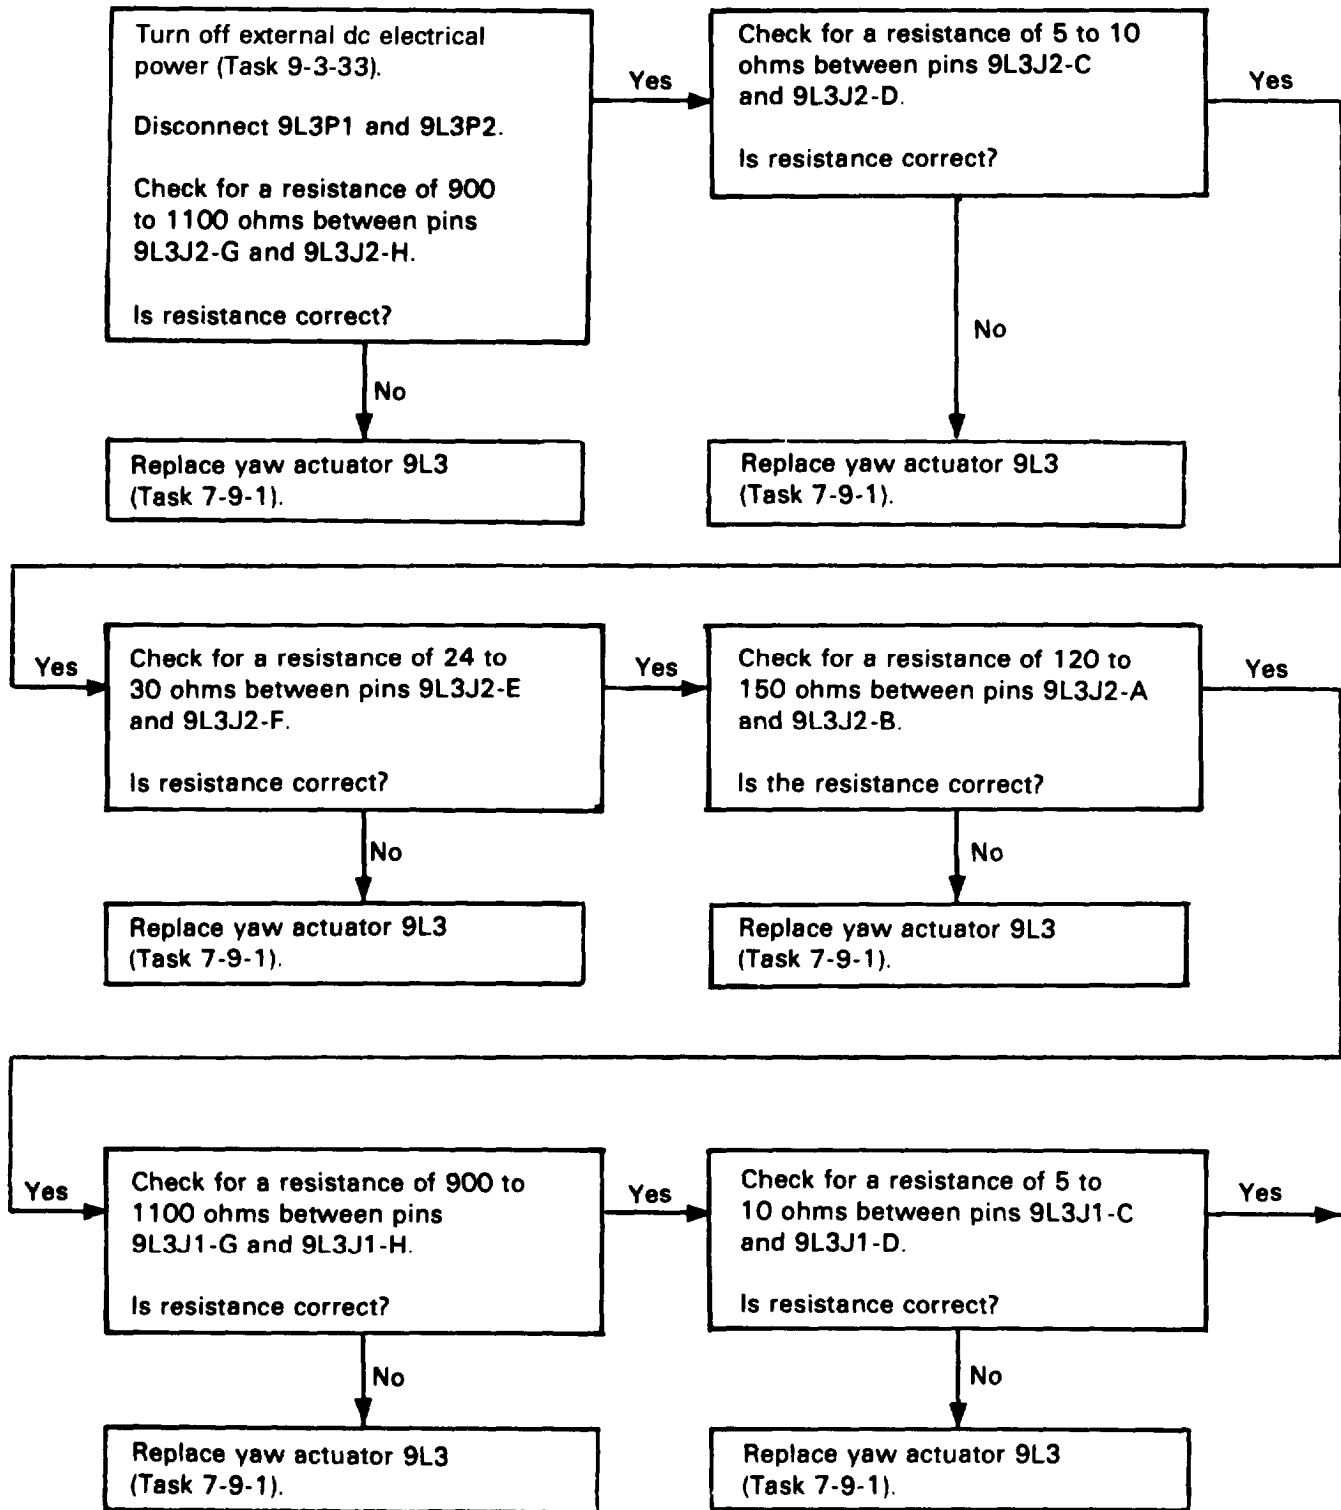 Turn off external dc electrical
power (Task 9-3-33).
Disconnect 9L3P1 and 9L3P2.
Check for a resistance of 900
to 1100 ohms between pins
9L3J2-G and 9L3J2-H.
Is resistance correct?
Yes
No
Replace yaw actuator 9L3
(Task 7-9-1).
Check for a resistance of 5 to 10
ohms between pins 9L3J2-C
and 9L3J2-D.
Is resistance correct?
Yes
No
Replace yaw actuator 9L3
(Task 7-9-1).
Yes
Check for a resistance of 24 to
30 ohms between pins 9L3J2-E
and 9L3J2-F.
Is resistance correct?
Yes
No
Replace yaw actuator 9L3
(Task 7-9-1).
Check for a resistance of 120 to
150 ohms between pins 9L3J2-A
and 9L3J2-B.
Is the resistance correct?
Yes
No
Replace yaw actuator 9L3
(Task 7-9-1).
Yes
Check for a resistance of 900 to
1100 ohms between pins
9L3J1-G and 9L3J1-H.
Is resistance correct?
Yes
No
Replace yaw actuator 9L3
(Task 7-9-1).
Check for a resistance of 5 to
10 ohms between pins 9L3J1-C
and 9L3J1-D.
Is resistance correct?
Yes
No
Replace yaw actuator 9L3
(Task 7-9-1).